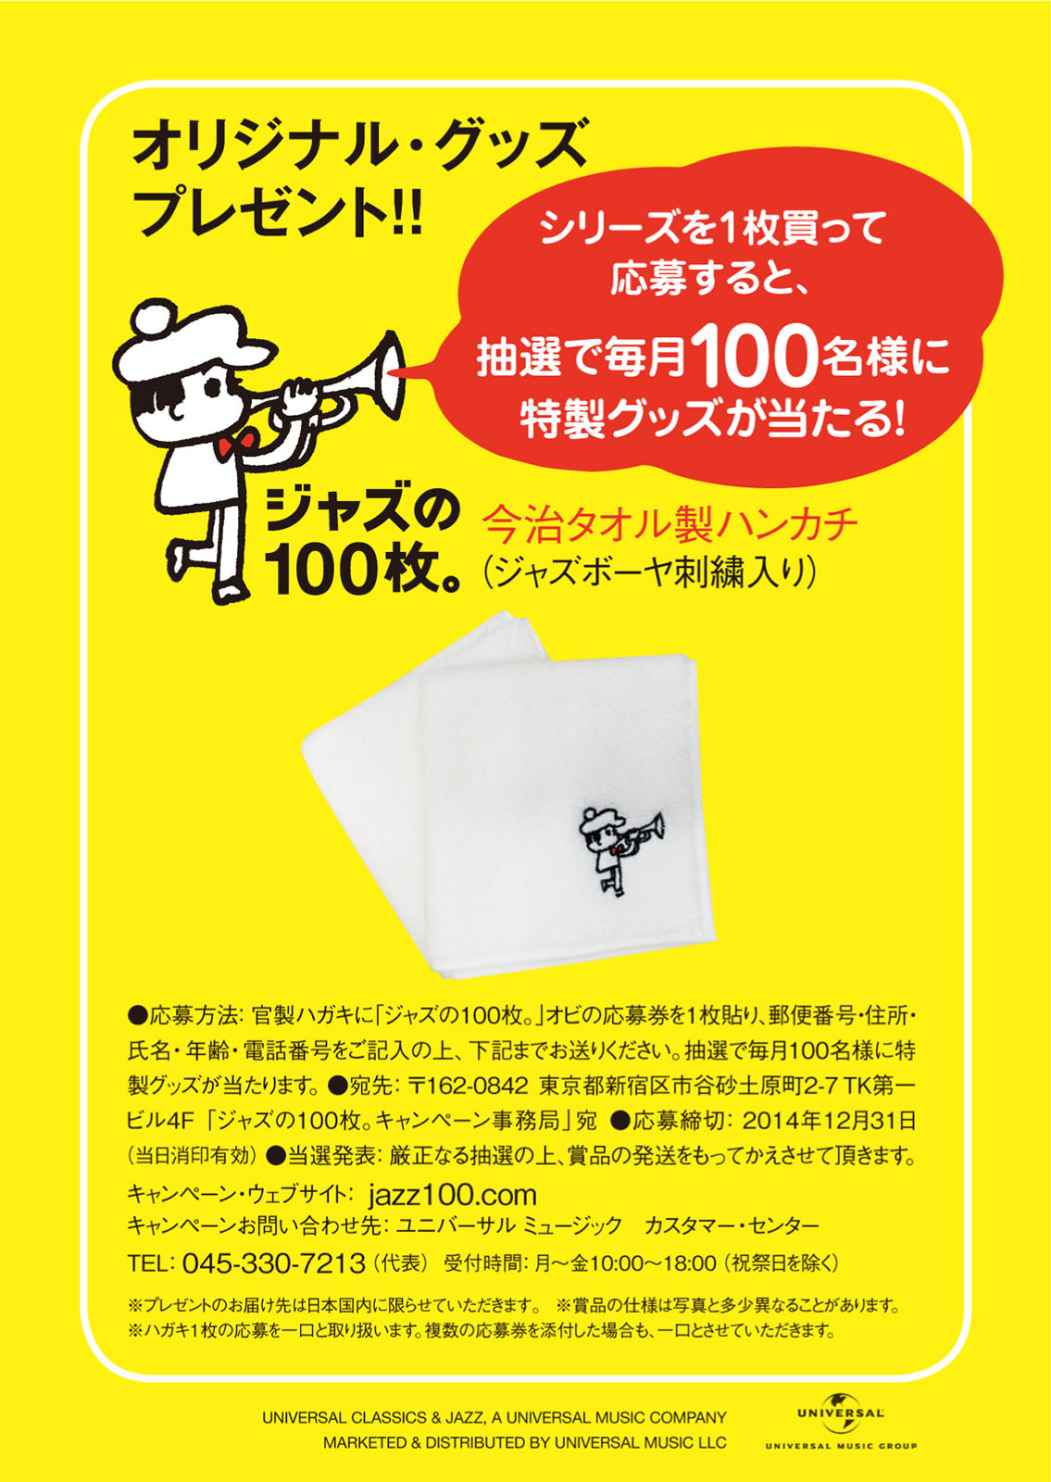 オリジナル・グッズ
プレゼント!!
シリーズを1枚買って
応募すると、
抽選で毎月100名様に
特製グッズが当たる!
ジャズの
100枚。
今治タオル製ハンカチ
（ジャズボーヤ刺繍入り）
●応募方法：官製ハガキに「ジャズの100枚。」オビの応募券を1枚貼り、郵便番号・住所・
氏名・年齢・電話番号をご記入の上、下記までお送りください。抽選で毎月100名様に特
製グッズが当たります。●宛先：〒162-0842 東京都新宿区市谷砂土原町2-7 TK第一
ビル4F「ジャズの100枚。キャンペーン事務局」宛 ●応募締切：2014年12月31日
（当日消印有効）●当選発表：厳正なる抽選の上、賞品の発送をもってかえさせて頂きます。
キャンペーン・ウェブサイト：jazz100.com
キャンペーンお問い合わせ先：ユニバーサル ミュージック　カスタマー・センター
TEL：045-330-7213（代表） 受付時間：月〜金10:00〜18:00（祝祭日を除く）
※プレゼントのお届け先は日本国内に限らせていただきます。　※賞品の仕様は写真と多少異なることがあります。
※ハガキ1枚の応募を一口と取り扱います。複数の応募券を添付した場合も、一口とさせていただきます。
UNIVERSAL CLASSICS & JAZZ, A UNIVERSAL MUSIC COMPANY
MARKETED & DISTRIBUTED BY UNIVERSAL MUSIC LLC
UNIVERSAL
UNIVERSAL MUSIC GROUP